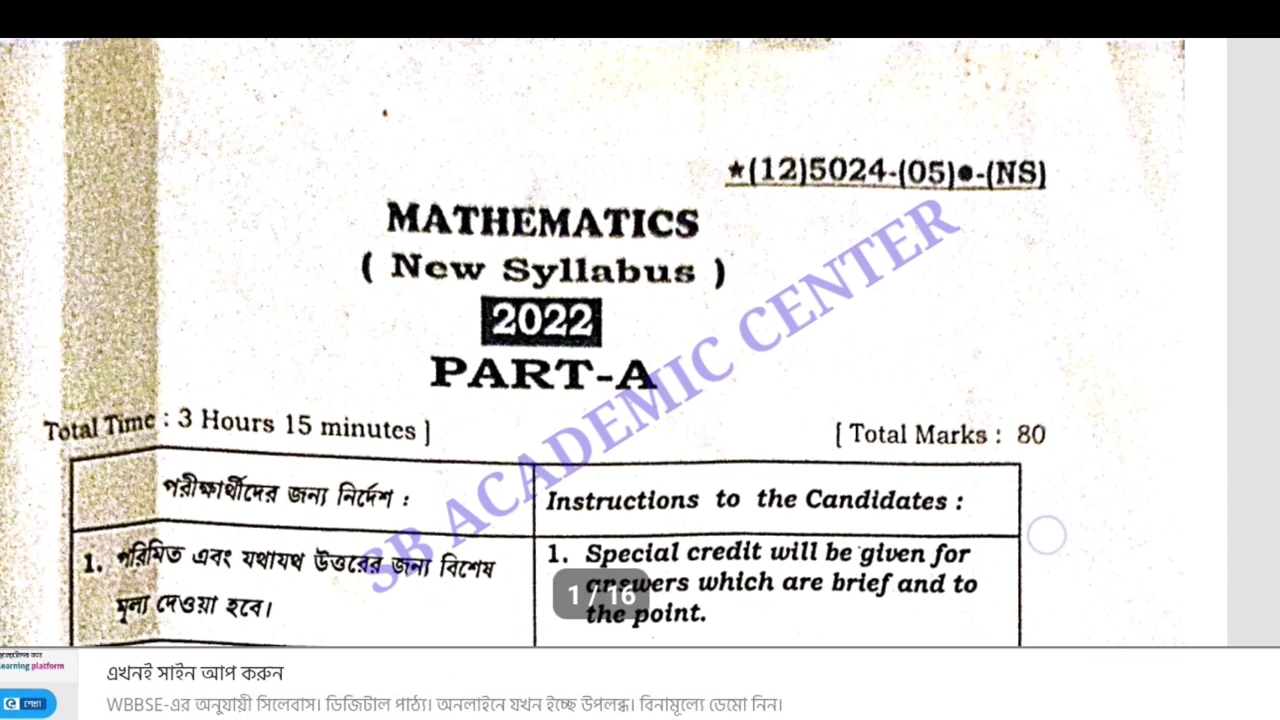 ★(12)5024-(05)●-(NS)
MATHEMATICS
( New Syllabus )
2022
PART-A
Total Time : 3 Hours 15 minutes ]
[ Total Marks : 80
পরীক্ষার্থীদের জন্য নির্দেশ :
Instructions to the Candidates :
1. পরিমিত এবং যথাযথ উত্তরের জন্য বিশেষ
মূল্য দেওয়া হবে।
1. Special credit will be given for
answers which are brief and to
the point.
SB ACADEMIC CENTER
1 / 16
learning platform
এখনই সাইন আপ করুন
WBBSE-এর অনুযায়ী সিলেবাস। ডিজিটাল পাঠ্য। অনলাইনে যখন ইচ্ছে উপলব্ধ। বিনামূল্যে ডেমো নিন।